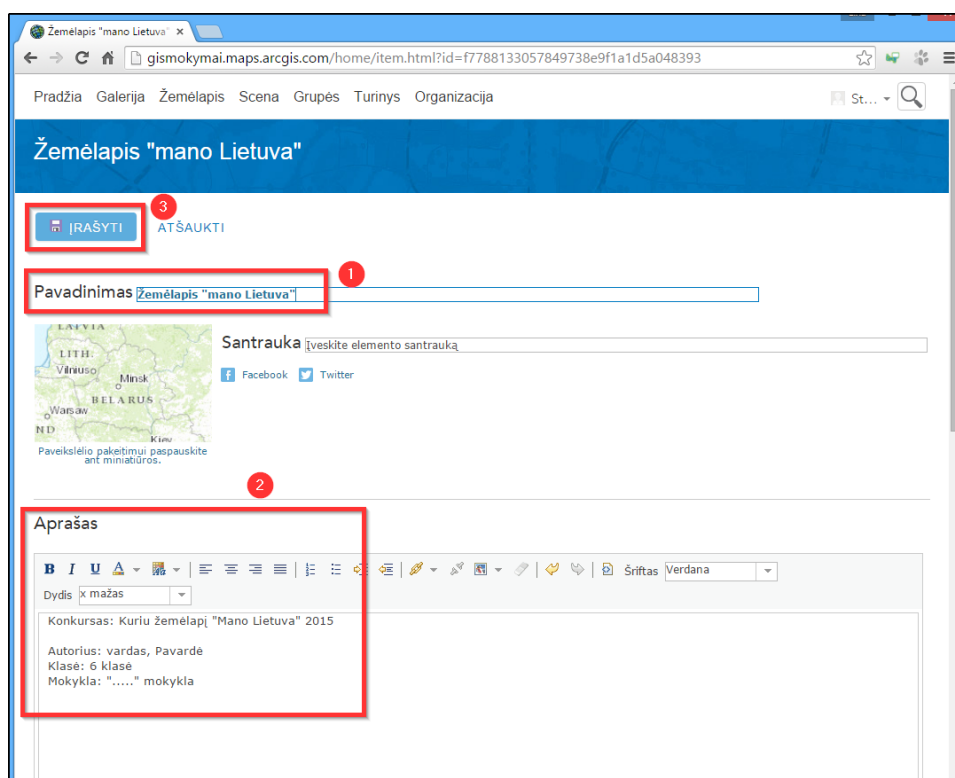 Žemėlapis "mano Lietuva"
gismokymai.maps.arcgis.com/home/item.html?id=f7788133057849738e9f1a1d5a048393
Pradžia Galerija Žemėlapis Scena Grupės Turinys Organizacija St...
Žemėlapis "mano Lietuva"
3
ĮRAŠYTI ATŠAUKTI
1
Pavadinimas Žemėlapis "mano Lietuva"
LATVIA
LITH.
Vilnius
Minsk
BELARUS
Warsaw
ND
Kiev
Santrauka Įveskite elemento santrauką
Facebook Twitter
Paveikslėlio pakeitimui paspauskite
ant miniatiūros.
2
Aprašas
B I U A Šriftas Verdana
Dydis x mažas
Konkursas: Kuriu žemėlapį "Mano Lietuva" 2015
Autorius: vardas, Pavardė
Klasė: 6 klasė
Mokykla: "....." mokykla